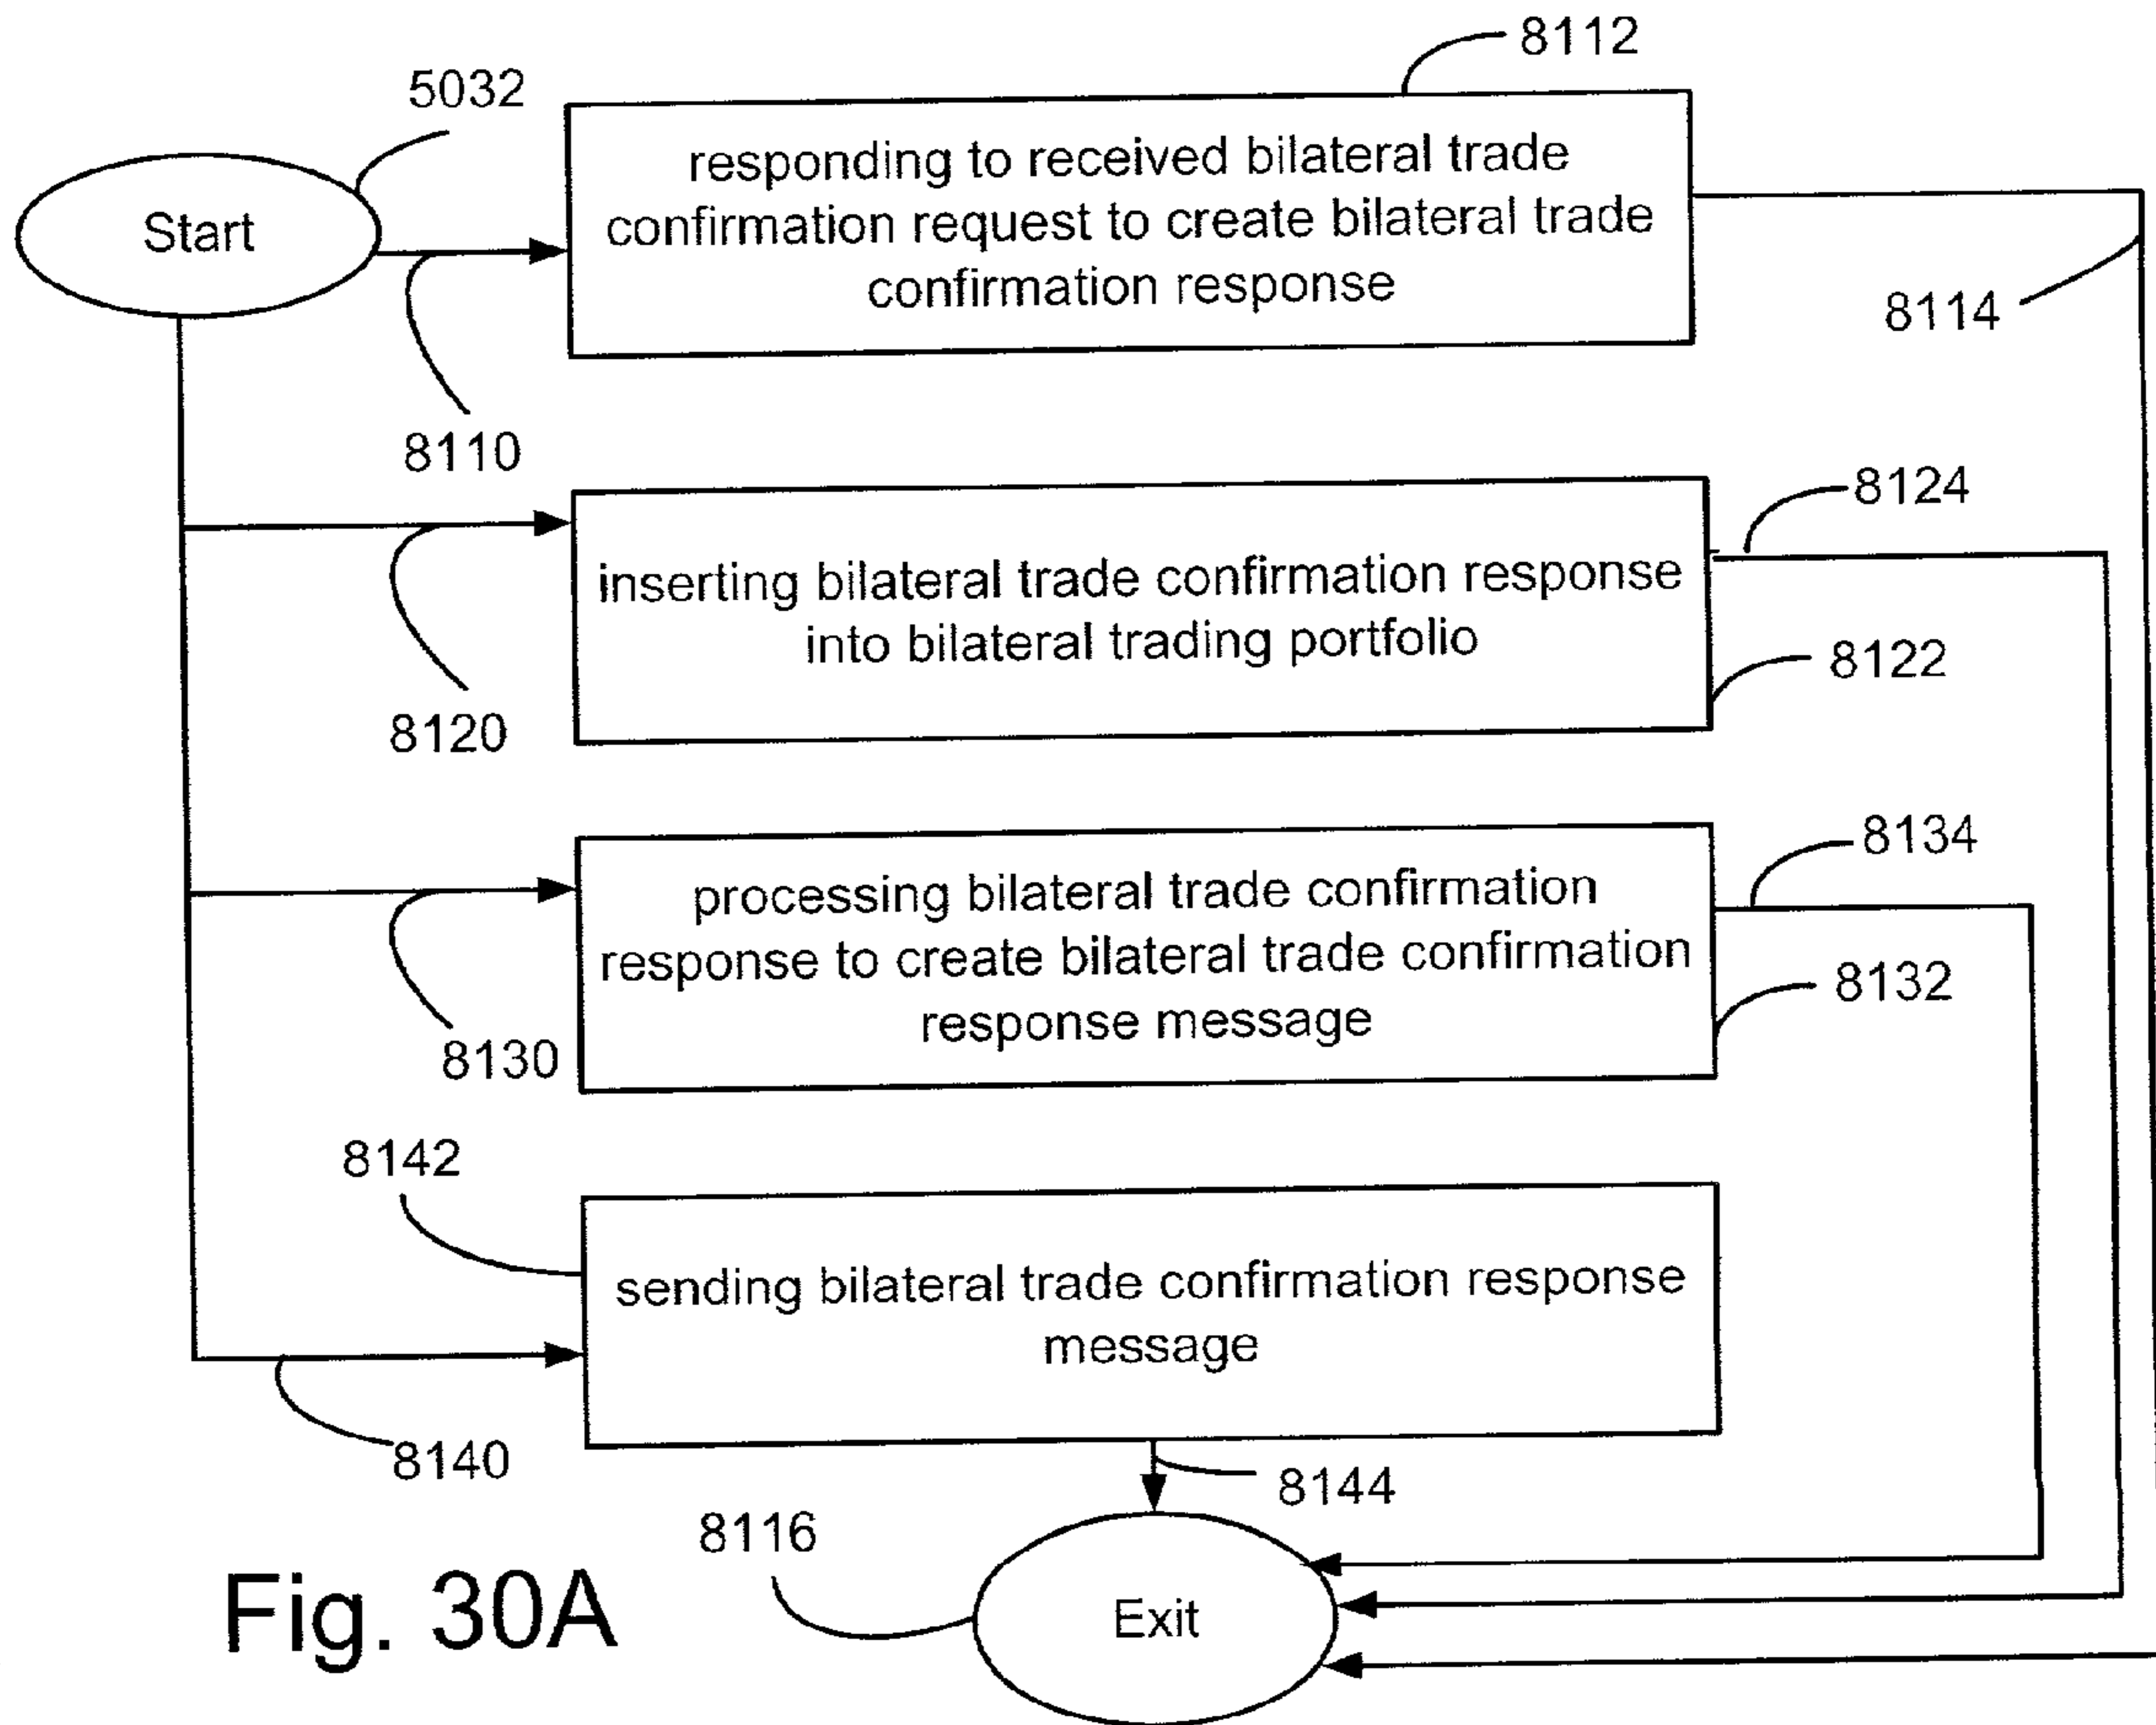 8112
5032
responding to received bilateral trade
confirmation request to create bilateral trade
confirmation response
Start
8114
8110
8124
inserting bilateral trade confirmation response
into bilateral trading portfolio
8122
8120
8134
processing bilateral trade confirmation
response to create bilateral trade confirmation
response message
8132
8130
8142
sending bilateral trade confirmation response
message
8140
8144
8116
Exit
Fig. 30A